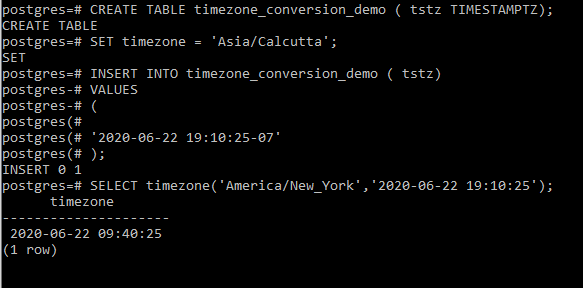 postgres=# CREATE TABLE timezone_conversion_demo ( tstz TIMESTAMPTZ);
CREATE TABLE
postgres=# SET timezone = 'Asia/Calcutta';
SET
postgres=# INSERT INTO timezone_conversion_demo ( tstz)
postgres-# VALUES
postgres-# (
postgres(#
postgres(# '2020-06-22 19:10:25-07'
postgres(# );
INSERT 0 1
postgres=# SELECT timezone('America/New_York','2020-06-22 19:10:25');
      timezone
---------------------
 2020-06-22 09:40:25
(1 row)